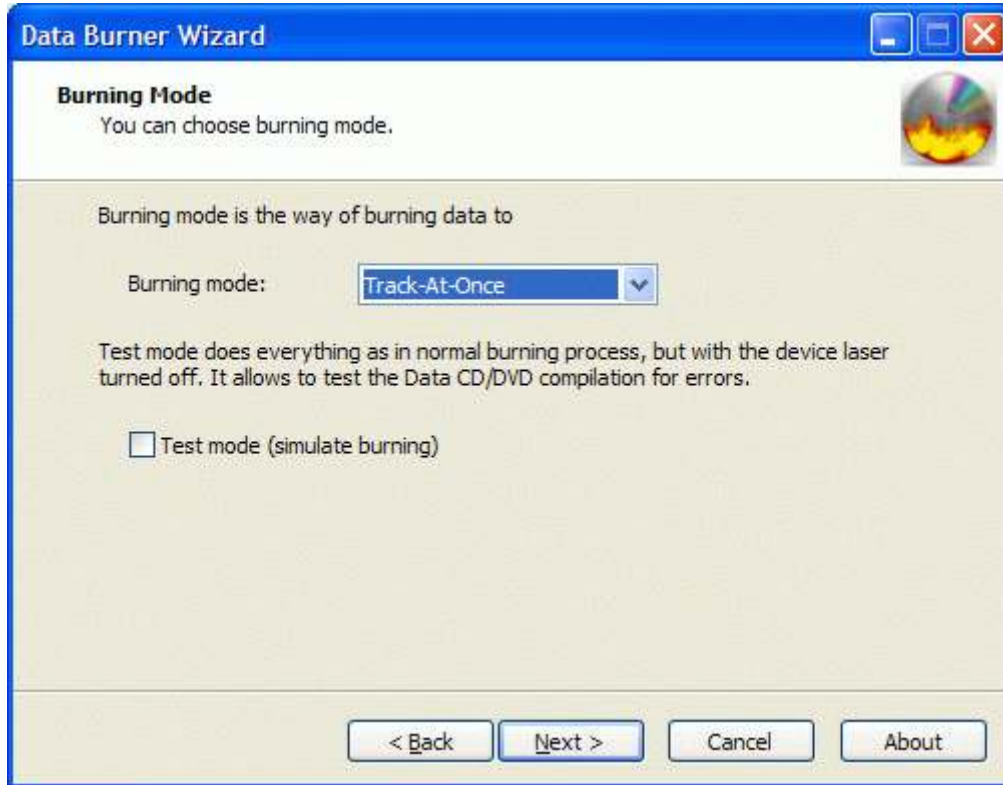 Data Burner Wizard
Burning Mode
You can choose burning mode.
Burning mode is the way of burning data to
Burning mode: Track-At-Once
Test mode does everything as in normal burning process, but with the device laser
turned off. It allows to test the Data CD/DVD compilation for errors.
Test mode (simulate burning)
< Back Next > Cancel About